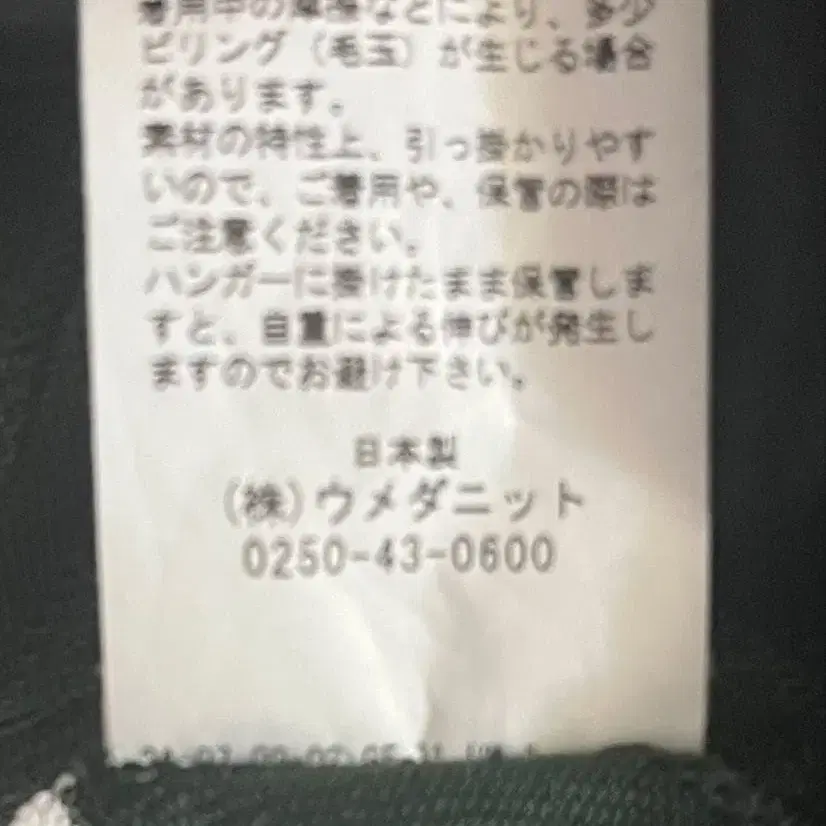 着用中の摩擦などにより、多少
ピリング（毛玉）が生じる場合
があります。
素材の特性上、引っ掛かりやす
いので、ご着用や、保管の際は
ご注意ください。
ハンガーに掛けたまま保管しま
すと、自重による伸びが発生し
ますのでお避け下さい。
日本製
(株)ウメダニット
0250-43-0600